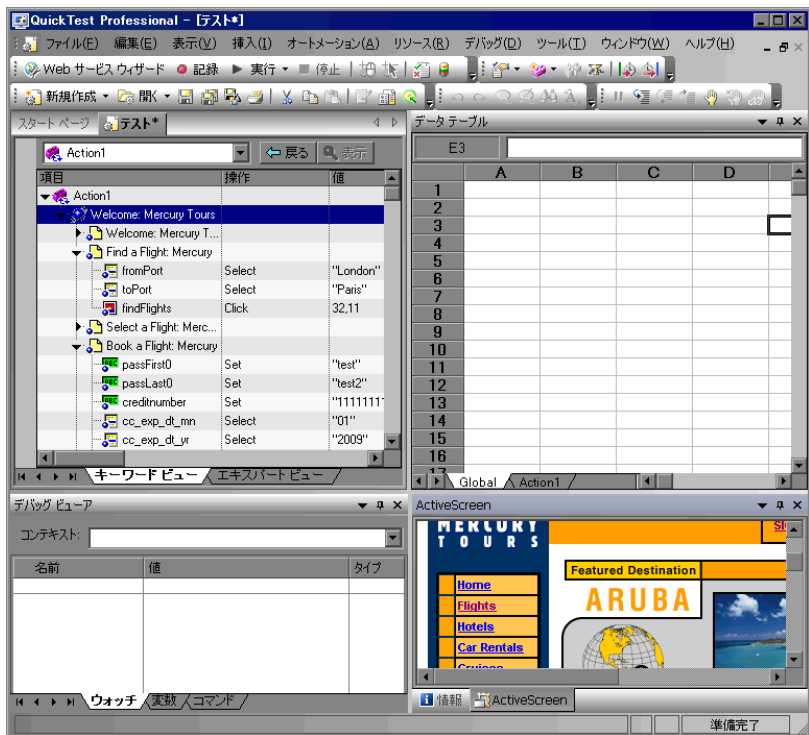 QuickTest Professional - [テスト*]
ファイル(F) 編集(E) 表示(V) 挿入(I) オートメーション(A) リソース(R) デバッグ(D) ツール(T) ウィンドウ(W) ヘルプ(H)
Web サービス ウィザード 記録 実行 停止
新規作成 開く
スタート ページ テスト*
Action1 戻る 表示
項目 操作 値
Action1
Welcome: Mercury Tours
Welcome: Mercury T...
Find a Flight: Mercury
fromPort Select "London"
toPort Select "Paris"
findFlights Click 32,11
Select a Flight: Merc...
Book a Flight: Mercury
passFirst0 Set "test"
passLast0 Set "test2"
creditnumber Set "1111111
cc_exp_dt_mn Select "01"
cc_exp_dt_yr Select "2009"
キーワード ビュー エキスパート ビュー
データ テーブル
E3
A B C D
1
2
3
4
5
6
7
8
9
10
11
12
13
14
15
16
17
Global Action1
デバッグ ビューア
コンテキスト:
名前 値 タイプ
ウォッチ 変数 コマンド
ActiveScreen
MERCURY
TOURS
Featured Destination
ARUBA
Home
Flights
Hotels
Car Rentals
Cruises
情報 ActiveScreen
準備完了